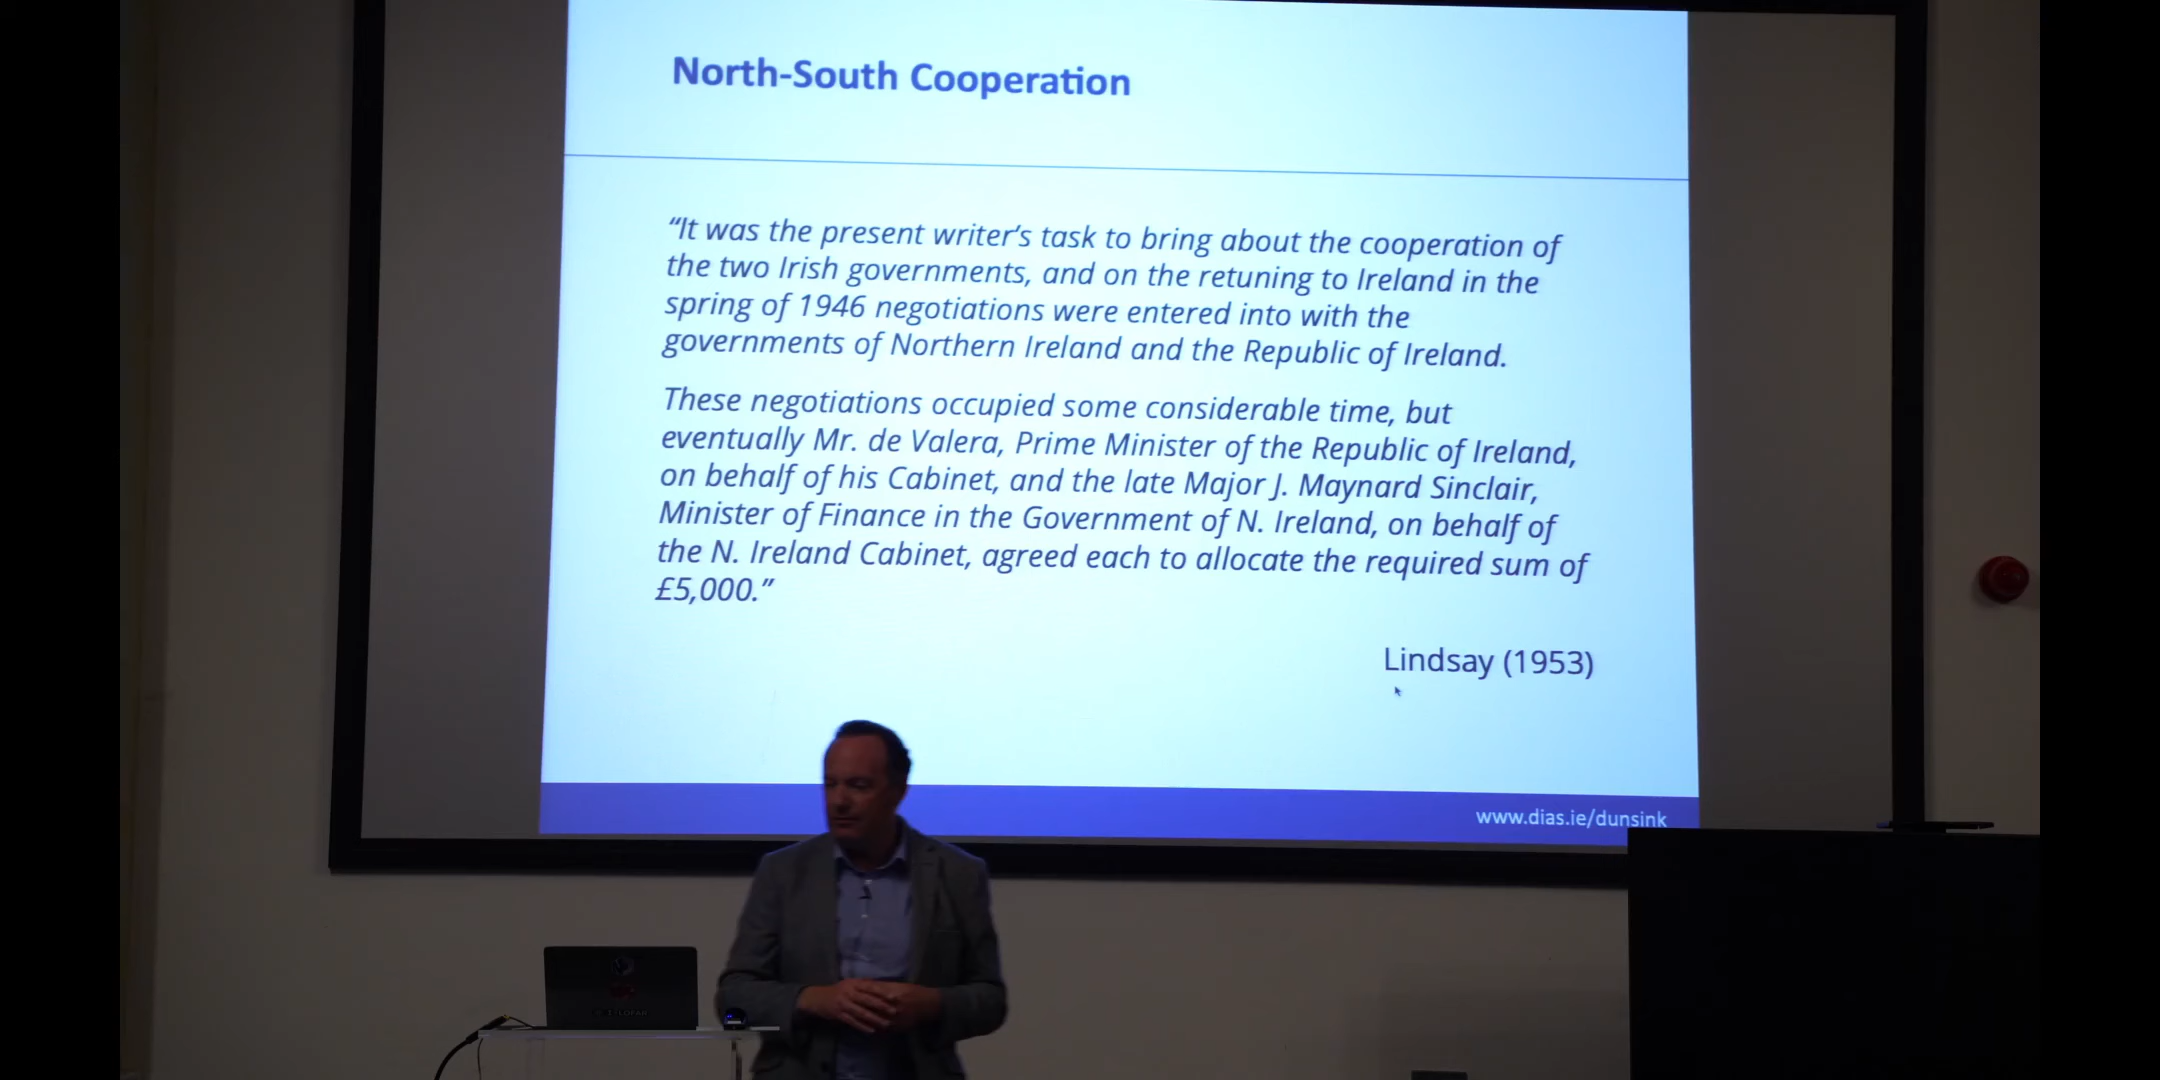 North-South Cooperation
“It was the present writer’s task to bring about the cooperation of
the two Irish governments, and on the retuning to Ireland in the
spring of 1946 negotiations were entered into with the
governments of Northern Ireland and the Republic of Ireland.
These negotiations occupied some considerable time, but
eventually Mr. de Valera, Prime Minister of the Republic of Ireland,
on behalf of his Cabinet, and the late Major J. Maynard Sinclair,
Minister of Finance in the Government of N. Ireland, on behalf of
the N. Ireland Cabinet, agreed each to allocate the required sum of
£5,000.”
Lindsay (1953)
www.dias.ie/dunsink